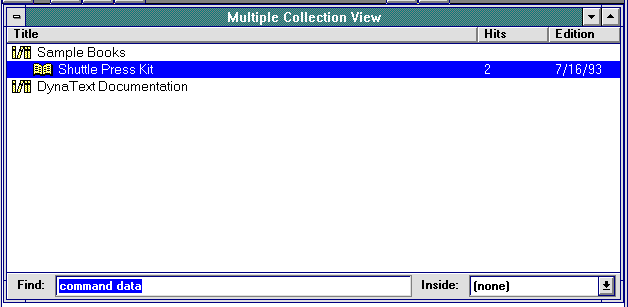 Multiple Collection View
Title Hits Edition
Sample Books
Shuttle Press Kit 2 7/16/93
DynaText Documentation
Find: command data Inside: (none)